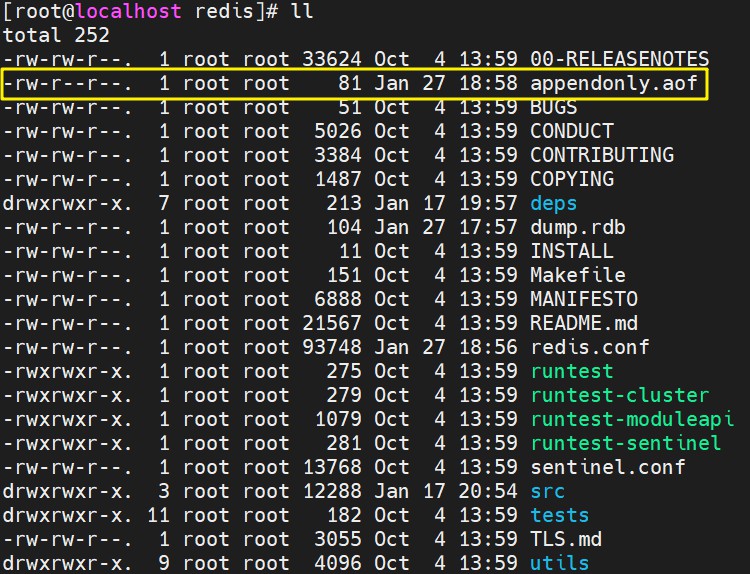 [root@localhost redis]# ll
total 252
-rw-rw-r--.  1 root root 33624 Oct  4 13:59 00-RELEASENOTES
-rw-r--r--.  1 root root    81 Jan 27 18:58 appendonly.aof
-rw-rw-r--.  1 root root    51 Oct  4 13:59 BUGS
-rw-rw-r--.  1 root root  5026 Oct  4 13:59 CONDUCT
-rw-rw-r--.  1 root root  3384 Oct  4 13:59 CONTRIBUTING
-rw-rw-r--.  1 root root  1487 Oct  4 13:59 COPYING
drwxrwxr-x.  7 root root   213 Jan 17 19:57 deps
-rw-r--r--.  1 root root   104 Jan 27 17:57 dump.rdb
-rw-rw-r--.  1 root root    11 Oct  4 13:59 INSTALL
-rw-rw-r--.  1 root root   151 Oct  4 13:59 Makefile
-rw-rw-r--.  1 root root  6888 Oct  4 13:59 MANIFESTO
-rw-rw-r--.  1 root root 21567 Oct  4 13:59 README.md
-rw-rw-r--.  1 root root 93748 Jan 27 18:56 redis.conf
-rwxrwxr-x.  1 root root   275 Oct  4 13:59 runtest
-rwxrwxr-x.  1 root root   279 Oct  4 13:59 runtest-cluster
-rwxrwxr-x.  1 root root  1079 Oct  4 13:59 runtest-moduleapi
-rwxrwxr-x.  1 root root   281 Oct  4 13:59 runtest-sentinel
-rw-rw-r--.  1 root root 13768 Oct  4 13:59 sentinel.conf
drwxrwxr-x.  3 root root 12288 Jan 17 20:54 src
drwxrwxr-x. 11 root root   182 Oct  4 13:59 tests
-rw-rw-r--.  1 root root  3055 Oct  4 13:59 TLS.md
drwxrwxr-x.  9 root root  4096 Oct  4 13:59 utils